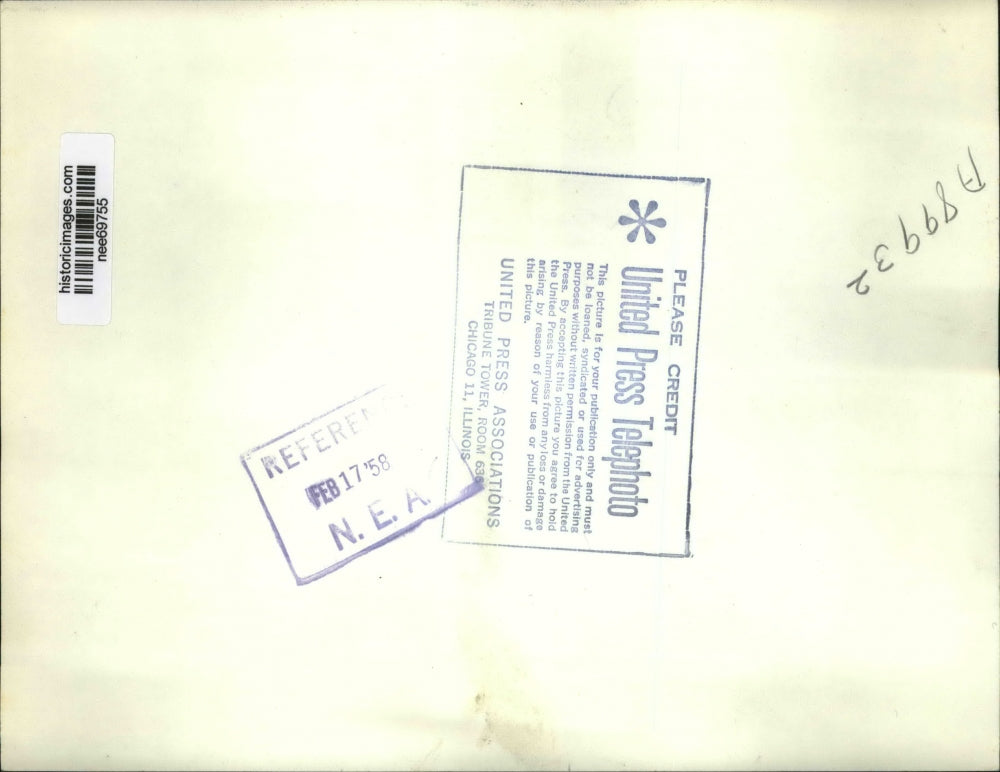 historicimages.com
nee69755
PLEASE CREDIT
United Press Telephoto
This picture is for your publication only and must
not be loaned, syndicated or used for advertising
purposes without written permission from the United
Press. By accepting this picture you agree to hold
the United Press harmless from any loss or damage
arising by reason of your use or publication of
this picture.
UNITED PRESS ASSOCIATIONS
TRIBUNE TOWER, ROOM
CHICAGO 11, ILLINOIS
FEB 17 '58
N. E. A.
A89932